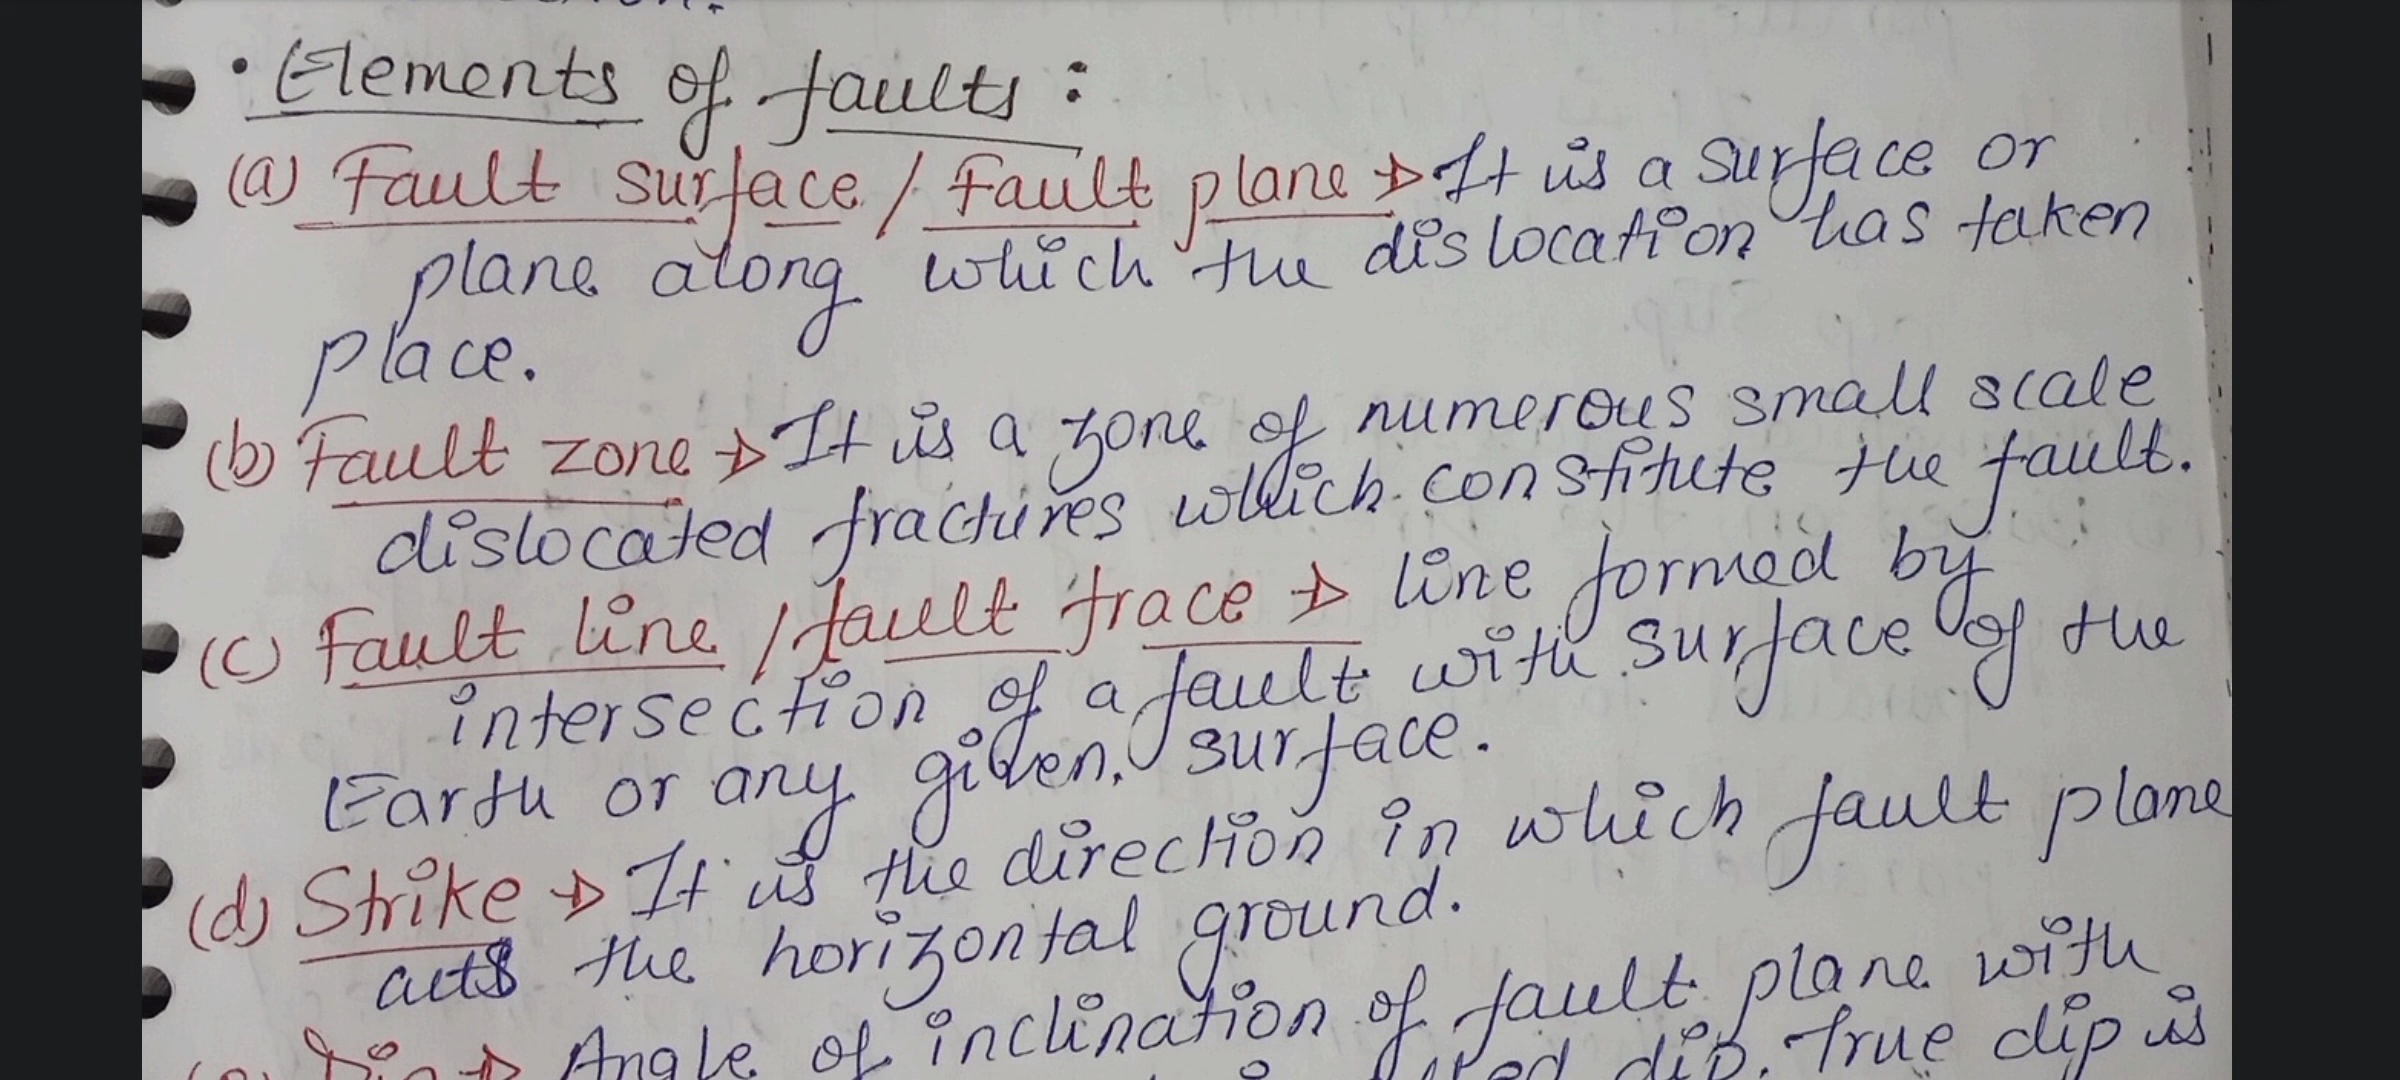 • Elements of faults :
(a) Fault surface / Fault plane → It is a surface or
plane along which the dislocation has taken
place.
(b) Fault zone → It is a zone of numerous small scale
dislocated fractures which constitute the fault.
(c) Fault line / fault trace → line formed by
intersection of a fault with surface of the
Earth or any given surface.
(d) Strike → It is the direction in which fault plane
cuts the horizontal ground.
Dip → Angle of inclination of fault plane with
dip. True dip is